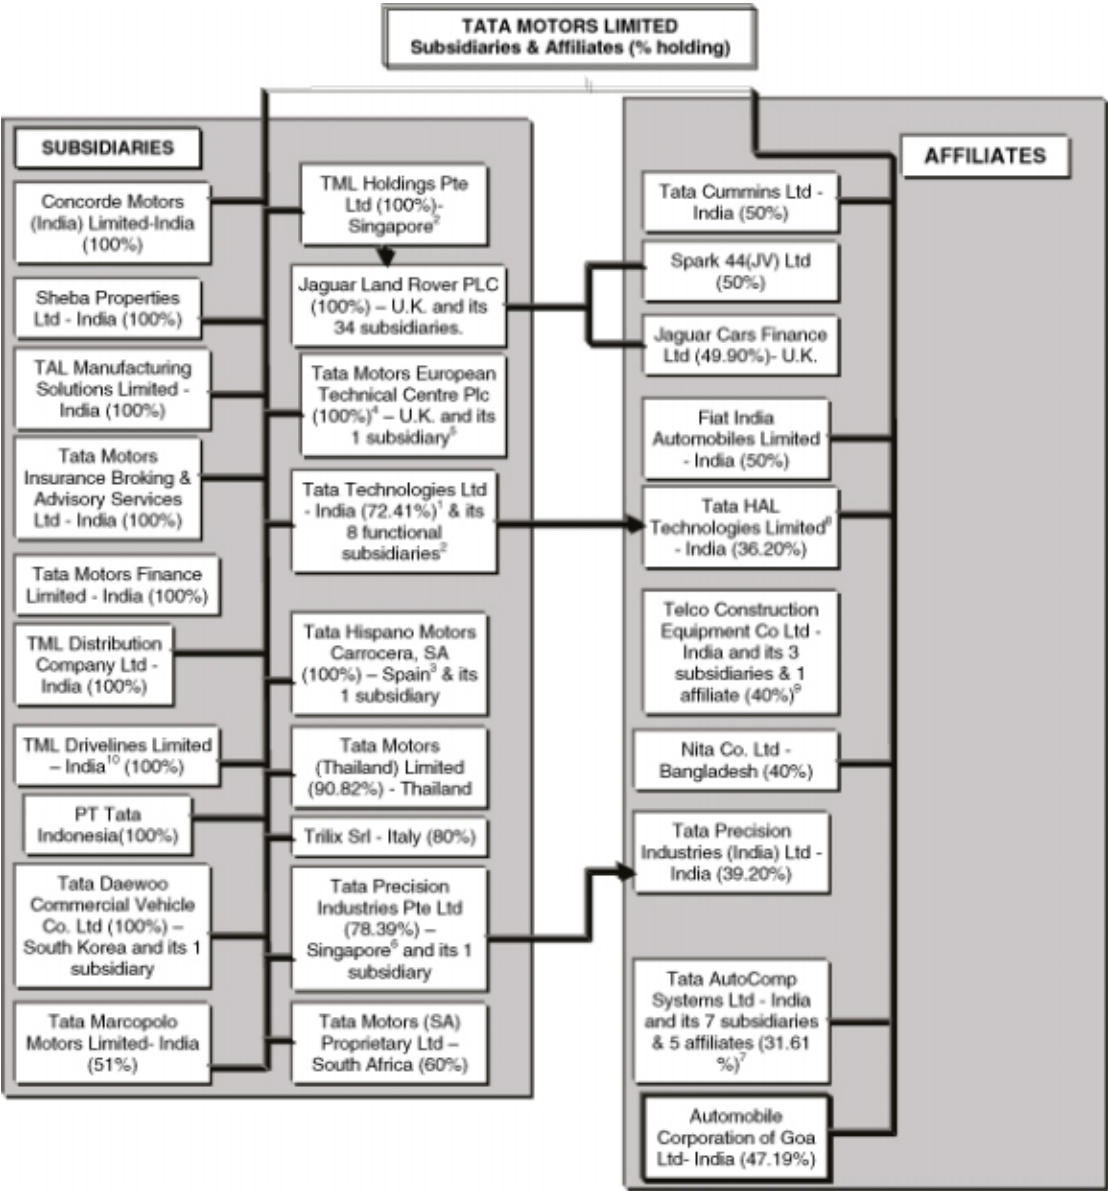 TATA MOTORS LIMITED
Subsidiaries & Affiliates (% holding)
SUBSIDIARIES
Concorde Motors
(India) Limited-India
(100%)
Sheba Properties
Ltd - India (100%)
TAL Manufacturing
Solutions Limited -
India (100%)
Tata Motors
Insurance Broking &
Advisory Services
Ltd - India (100%)
Tata Motors Finance
Limited - India (100%)
TML Distribution
Company Ltd -
India (100%)
TML Drivelines Limited
– India¹⁰ (100%)
PT Tata
Indonesia(100%)
Tata Daewoo
Commercial Vehicle
Co. Ltd (100%) –
South Korea and its 1
subsidiary
Tata Marcopolo
Motors Limited- India
(51%)
TML Holdings Pte
Ltd (100%)-
Singapore²
Jaguar Land Rover PLC
(100%) – U.K. and its
34 subsidiaries.
Tata Motors European
Technical Centre Plc
(100%)⁴ – U.K. and its
1 subsidiary⁵
Tata Technologies Ltd
- India (72.41%)¹ & its
8 functional
subsidiaries²
Tata Hispano Motors
Carrocera, SA
(100%) – Spain³ & its
1 subsidiary
Tata Motors
(Thailand) Limited
(90.82%) - Thailand
Trilix Srl - Italy (80%)
Tata Precision
Industries Pte Ltd
(78.39%) –
Singapore⁶ and its 1
subsidiary
Tata Motors (SA)
Proprietary Ltd –
South Africa (60%)
AFFILIATES
Tata Cummins Ltd -
India (50%)
Spark 44(JV) Ltd
(50%)
Jaguar Cars Finance
Ltd (49.90%)- U.K.
Fiat India
Automobiles Limited
- India (50%)
Tata HAL
Technologies Limited⁸
- India (36.20%)
Telco Construction
Equipment Co Ltd -
India and its 3
subsidiaries & 1
affiliate (40%)⁹
Nita Co. Ltd -
Bangladesh (40%)
Tata Precision
Industries (India) Ltd -
India (39.20%)
Tata AutoComp
Systems Ltd - India
and its 7 subsidiaries
& 5 affiliates (31.61
%)⁷
Automobile
Corporation of Goa
Ltd- India (47.19%)